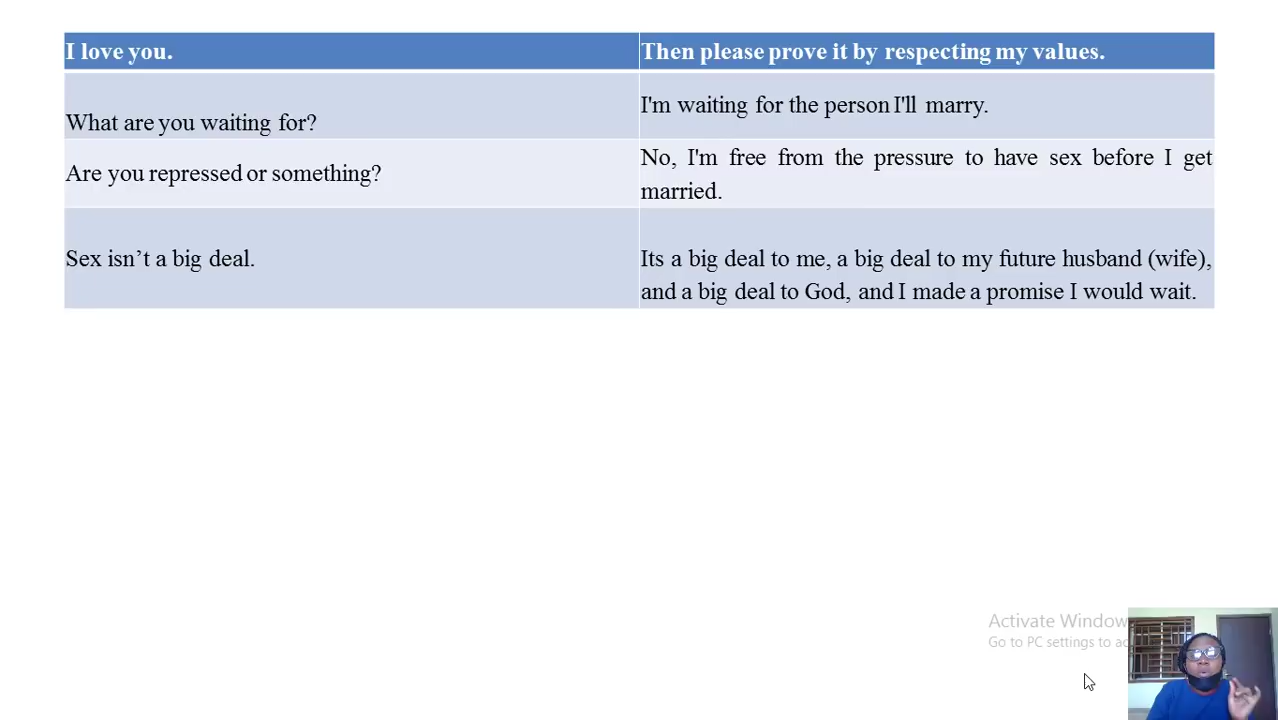 I love you.
Then please prove it by respecting my values.
What are you waiting for?
I'm waiting for the person I'll marry.
Are you repressed or something?
No, I'm free from the pressure to have sex before I get
married.
Sex isn’t a big deal.
Its a big deal to me, a big deal to my future husband (wife),
and a big deal to God, and I made a promise I would wait.
Activate Window
Go to PC settings to